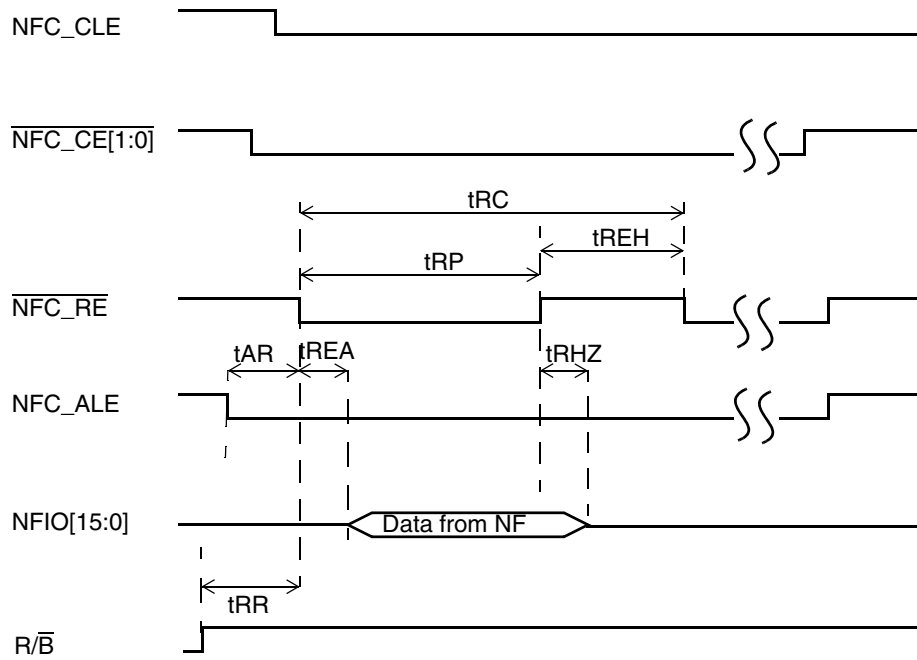 NFC_CLE
NFC_CE[1:0]
tRC
tREH
tRP
NFC_RE
tAR
tREA
tRHZ
NFC_ALE
NFIO[15:0]
Data from NF
tRR
R/B